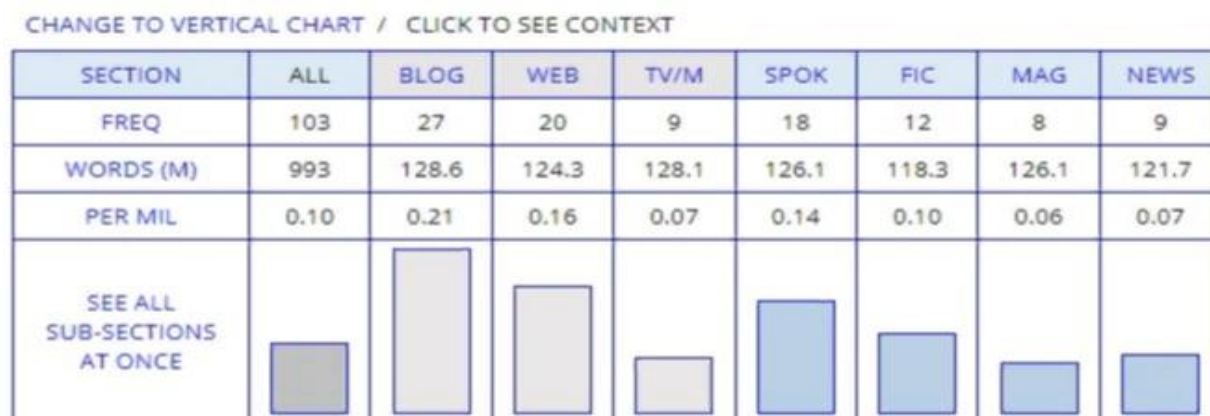 CHANGE TO VERTICAL CHART / CLICK TO SEE CONTEXT
SECTION ALL BLOG WEB TV/M SPOK FIC MAG NEWS
FREQ 103 27 20 9 18 12 8 9
WORDS (M) 993 128.6 124.3 128.1 126.1 118.3 126.1 121.7
PER MIL 0.10 0.21 0.16 0.07 0.14 0.10 0.06 0.07
SEE ALL
SUB-SECTIONS
AT ONCE